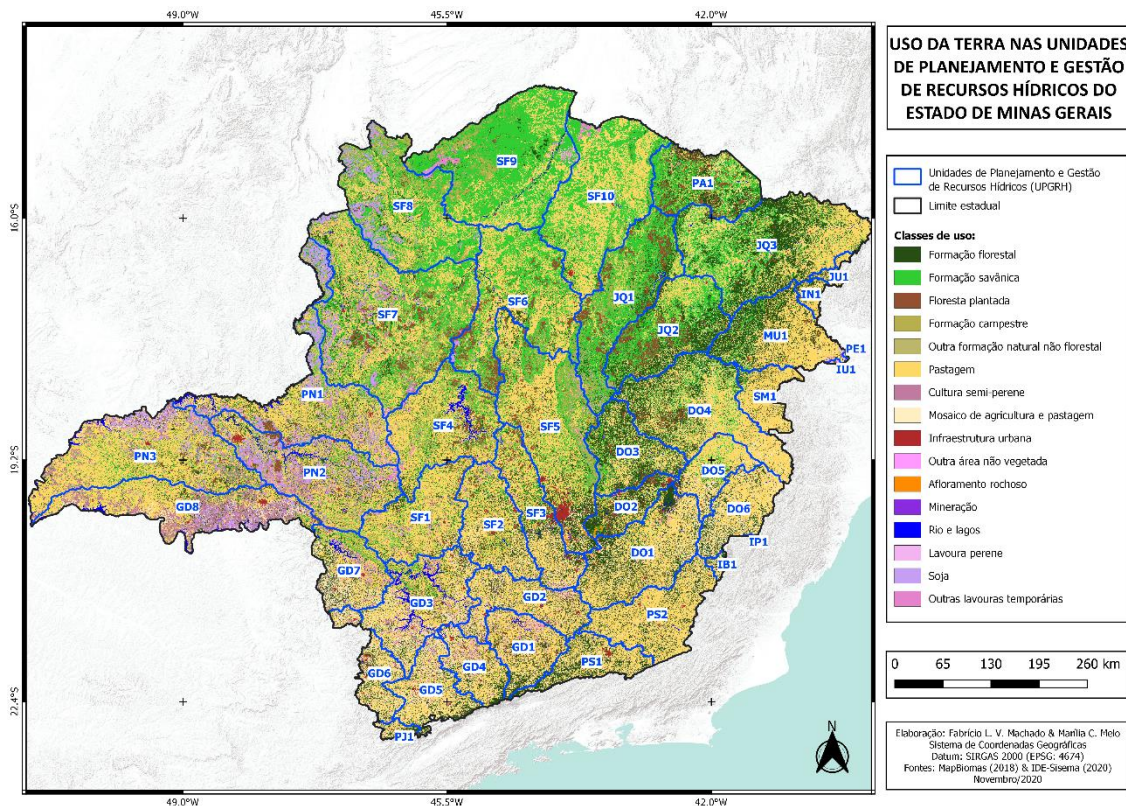 49.0°W
45.5°W
42.0°W
16.0°S
19.2°S
22.4°S
16.0°S
19.2°S
22.4°S
49.0°W
45.5°W
42.0°W
SF9
SF10
PA1
SF8
JQ3
JU1
IN1
SF6
JQ1
SF7
JQ2
MU1
PE1
IU1
PN1
SM1
SF4
SF5
DO4
PN3
PN2
DO3
DO5
GD8
SF1
SF2
SF3
DO2
DO6
DO1
IP1
IB1
GD7
GD3
GD2
PS2
GD1
PS1
GD6
GD4
GD5
PJ1
N
USO DA TERRA NAS UNIDADES
DE PLANEJAMENTO E GESTÃO
DE RECURSOS HÍDRICOS DO
ESTADO DE MINAS GERAIS
Unidades de Planejamento e Gestão
de Recursos Hídricos (UPGRH)
Limite estadual
Classes de uso:
Formação florestal
Formação savânica
Floresta plantada
Formação campestre
Outra formação natural não florestal
Pastagem
Cultura semi-perene
Mosaico de agricultura e pastagem
Infraestrutura urbana
Outra área não vegetada
Afloramento rochoso
Mineração
Rio e lagos
Lavoura perene
Soja
Outras lavouras temporárias
0 65 130 195 260 km
Elaboração: Fabrício L. V. Machado & Marília C. Melo
Sistema de Coordenadas Geográficas
Datum: SIRGAS 2000 (EPSG: 4674)
Fontes: MapBiomas (2018) & IDE-Sisema (2020)
Novembro/2020